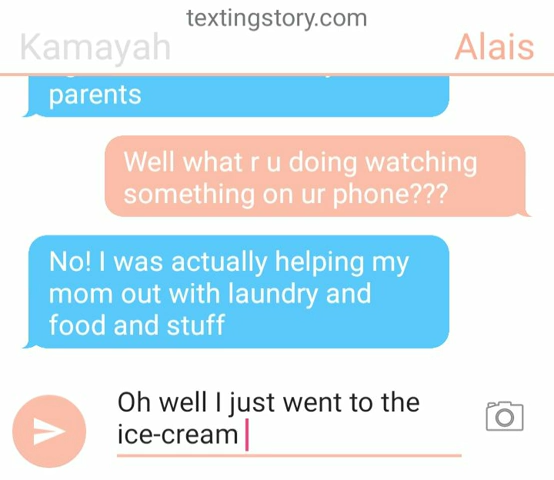 textingstory.com
Kamayah
Alais
parents
Well what r u doing watching
something on ur phone???
No! I was actually helping my
mom out with laundry and
food and stuff
Oh well I just went to the
ice-cream